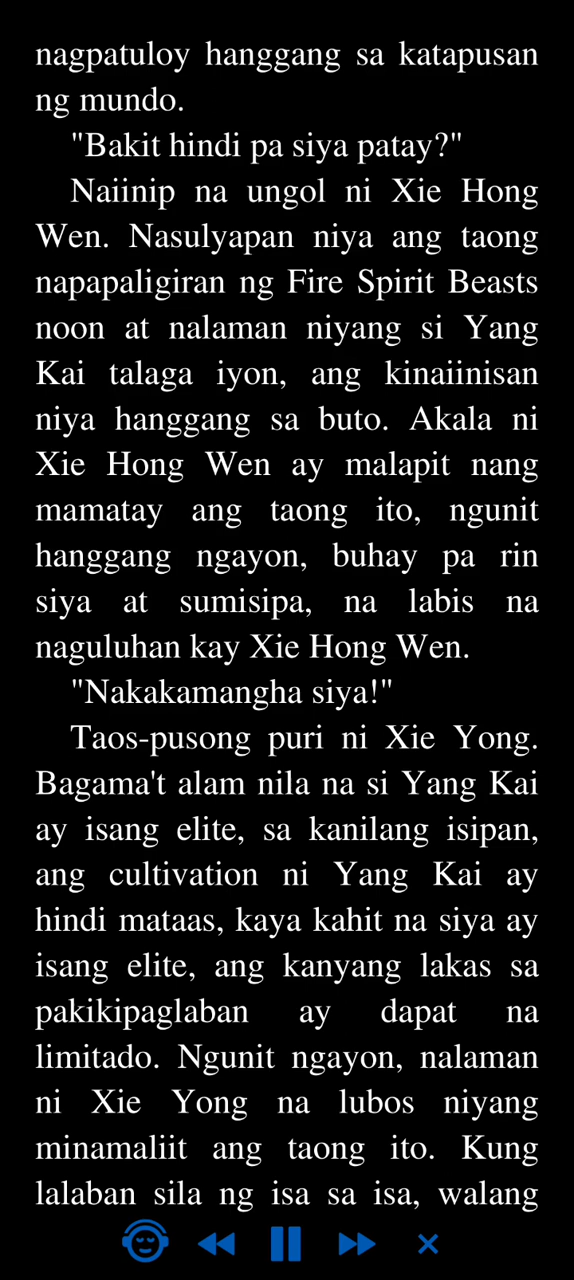 nagpatuloy hanggang sa katapusan
ng mundo.
"Bakit hindi pa siya patay?"
Naiinip na ungol ni Xie Hong
Wen. Nasulyapan niya ang taong
napapaligiran ng Fire Spirit Beasts
noon at nalaman niyang si Yang
Kai talaga iyon, ang kinaiinisan
niya hanggang sa buto. Akala ni
Xie Hong Wen ay malapit nang
mamatay ang taong ito, ngunit
hanggang ngayon, buhay pa rin
siya at sumisipa, na labis na
naguluhan kay Xie Hong Wen.
"Nakakamangha siya!"
Taos-pusong puri ni Xie Yong.
Bagama't alam nila na si Yang Kai
ay isang elite, sa kanilang isipan,
ang cultivation ni Yang Kai ay
hindi mataas, kaya kahit na siya ay
isang elite, ang kanyang lakas sa
pakikipaglaban ay dapat na
limitado. Ngunit ngayon, nalaman
ni Xie Yong na lubos niyang
minamaliit ang taong ito. Kung
lalaban sila ng isa sa isa, walang